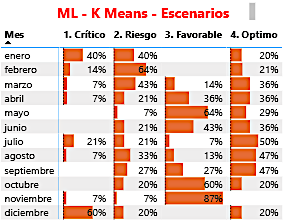 ML - K Means - Escenarios
Mes 1. Crítico 2. Riesgo 3. Favorable 4. Optimo
enero 40% 40% 20%
febrero 14% 64% 21%
marzo 7% 43% 14% 36%
abril 7% 21% 36% 36%
mayo 7% 64% 29%
junio 21% 43% 36%
julio 21% 21% 7% 50%
agosto 7% 33% 13% 47%
septiembre 27% 27% 47%
octubre 20% 60% 20%
noviembre 7% 7% 87%
diciembre 60% 20% 20%